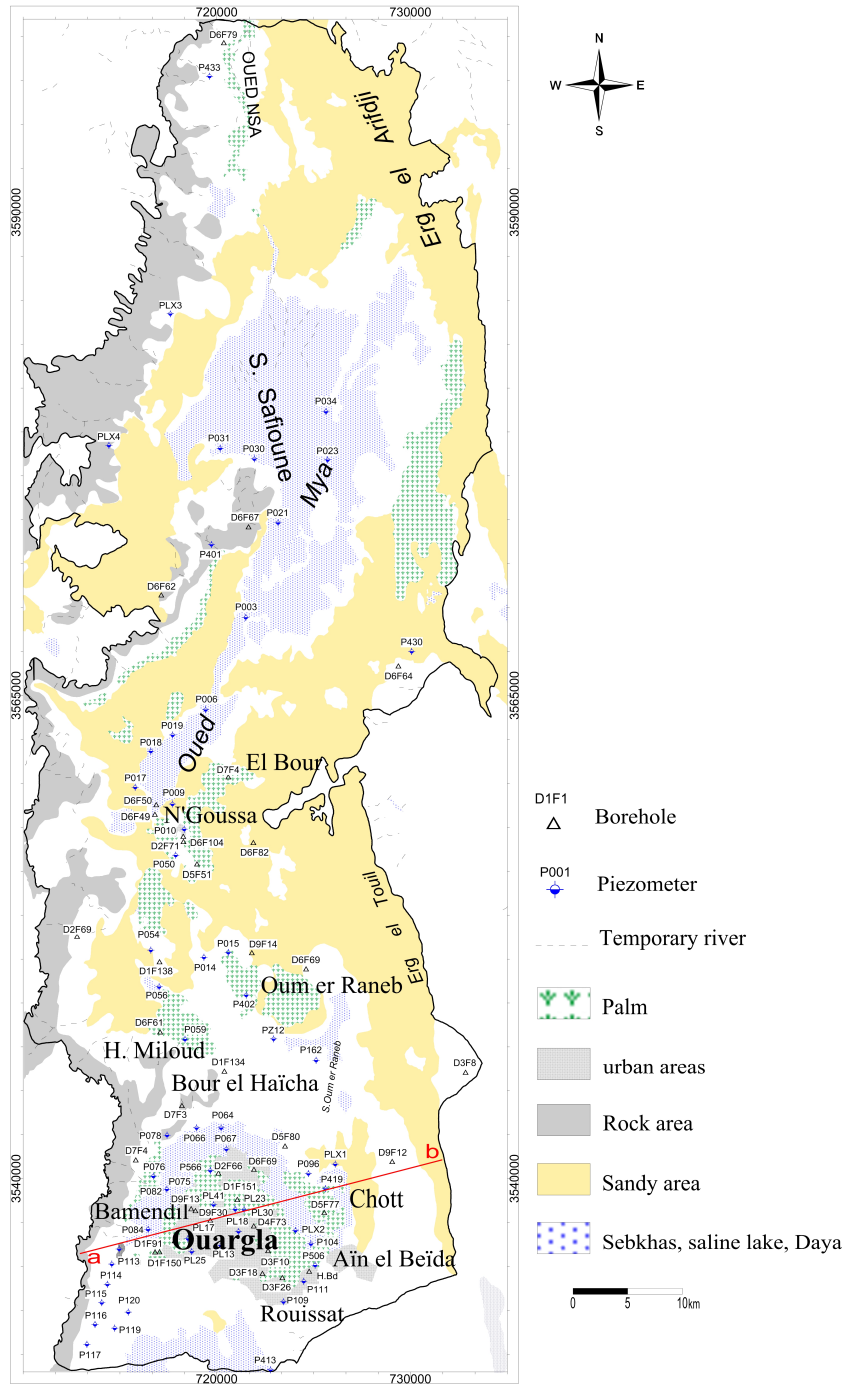 720000
730000
D6F79
P433
OUED NSA
Erg el Arifdji
N
W
E
S
3590000
3590000
PLX3
S. Safioune
P034
PLX4
P031
P030
P023
Oued Mya
D6F67
P021
P401
D6F62
P003
P430
D6F64
3565000
3565000
P006
P019
P018
El Bour
D7F4
P017
P009
D6F50
D6F49
N'Goussa
P010
D6F104
D2F71
D6F82
P050
D5F51
Erg el Touil
D2F69
P054
P015
D9F14
D1F138
P014
D6F69
P056
P402
Oum er Raneb
D6F61
P059
PZ12
H. Miloud
P162
D1F134
D3F8
Bour el Haïcha
S.Oum er Raneb
D7F3
P064
P078
P066
P067
D5F80
D7F4
PLX1
D9F12
b
P566
D2F66
D6F69
P076
P096
3540000
3540000
P075
P082
D1F151
P419
D9F13
PL41
PL23
Chott
Bamendil
D9F30
PL30
D5F77
P084
PL17
PL18
D4F73
PLX2
Ouargla
P104
a
D1F91
PL13
Aïn el Beïda
P113
D1F150
PL25
D3F10
P506
P114
D3F18
H.Bd
D3F26
P111
P115
P120
P109
Rouissat
P116
P119
P117
P413
720000
730000
D1F1
Borehole
P001
Piezometer
Temporary river
Palm
urban areas
Rock area
Sandy area
Sebkhas, saline lake, Daya
0
5
10km